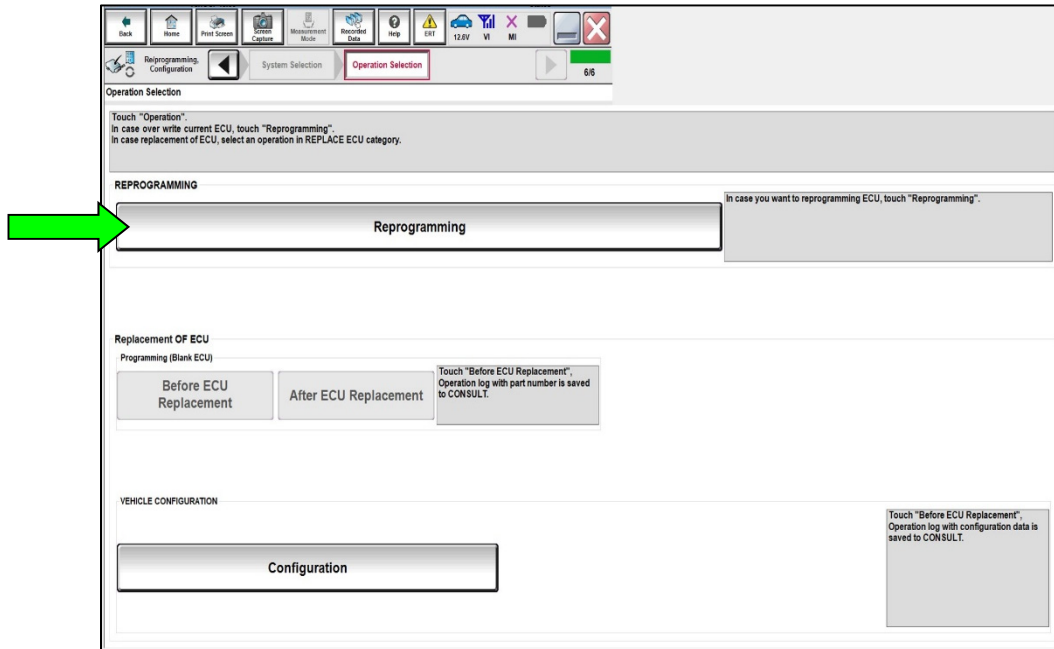 Back
Home
Print Screen
Screen Capture
Measurement Mode
Recorded Data
Help
ERT
12.6V
VI
MI
Reiprogramming, Configuration
System Selection
Operation Selection
6/6
Operation Selection
Touch "Operation".
In case over write current ECU, touch "Reprogramming".
In case replacement of ECU, select an operation in REPLACE ECU category.
REPROGRAMMING
Reprogramming
In case you want to reprogramming ECU, touch "Reprogramming".
Replacement OF ECU
Programming (Blank ECU)
Before ECU
Replacement
After ECU Replacement
Touch "Before ECU Replacement",
Operation log with part number is saved
to CONSULT.
VEHICLE CONFIGURATION
Configuration
Touch "Before ECU Replacement",
Operation log with configuration data is
saved to CONSULT.